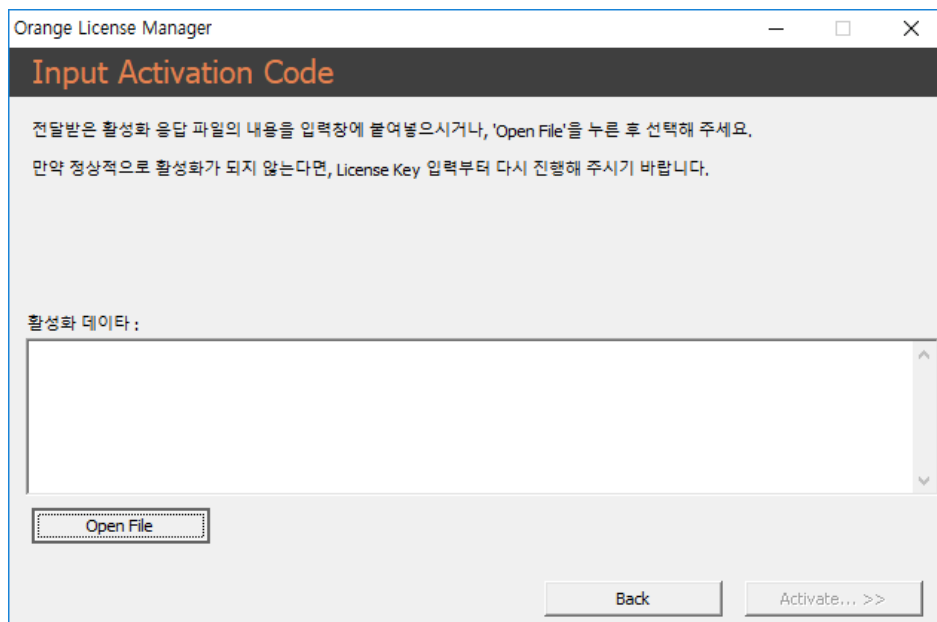 Orange License Manager
Input Activation Code
전달받은 활성화 응답 파일의 내용을 입력창에 붙여넣으시거나, 'Open File'을 누른 후 선택해 주세요.
만약 정상적으로 활성화가 되지 않는다면, License Key 입력부터 다시 진행해 주시기 바랍니다.
활성화 데이타 :
Open File
Back
Activate... >>